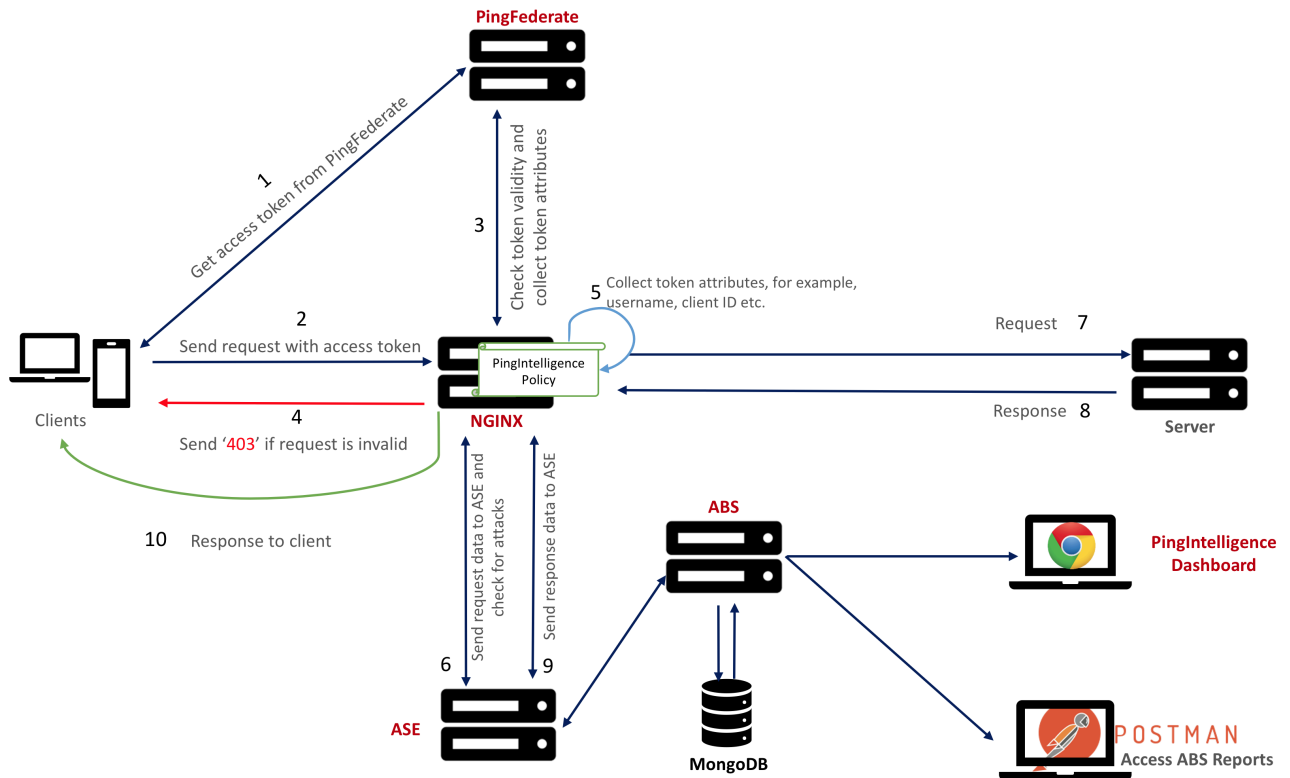 PingFederate
1
Get access token from PingFederate
3
Check token validity and
collect token attributes
5
Collect token attributes, for example,
username, client ID etc.
2
Send request with access token
PingIntelligence
Policy
Request 7
4
Send ‘403’ if request is invalid
Clients
NGINX
Response 8
Server
10 Response to client
Send request data to ASE and
check for attacks
Send response data to ASE
6
9
ASE
ABS
MongoDB
PingIntelligence
Dashboard
POSTMAN
Access ABS Reports